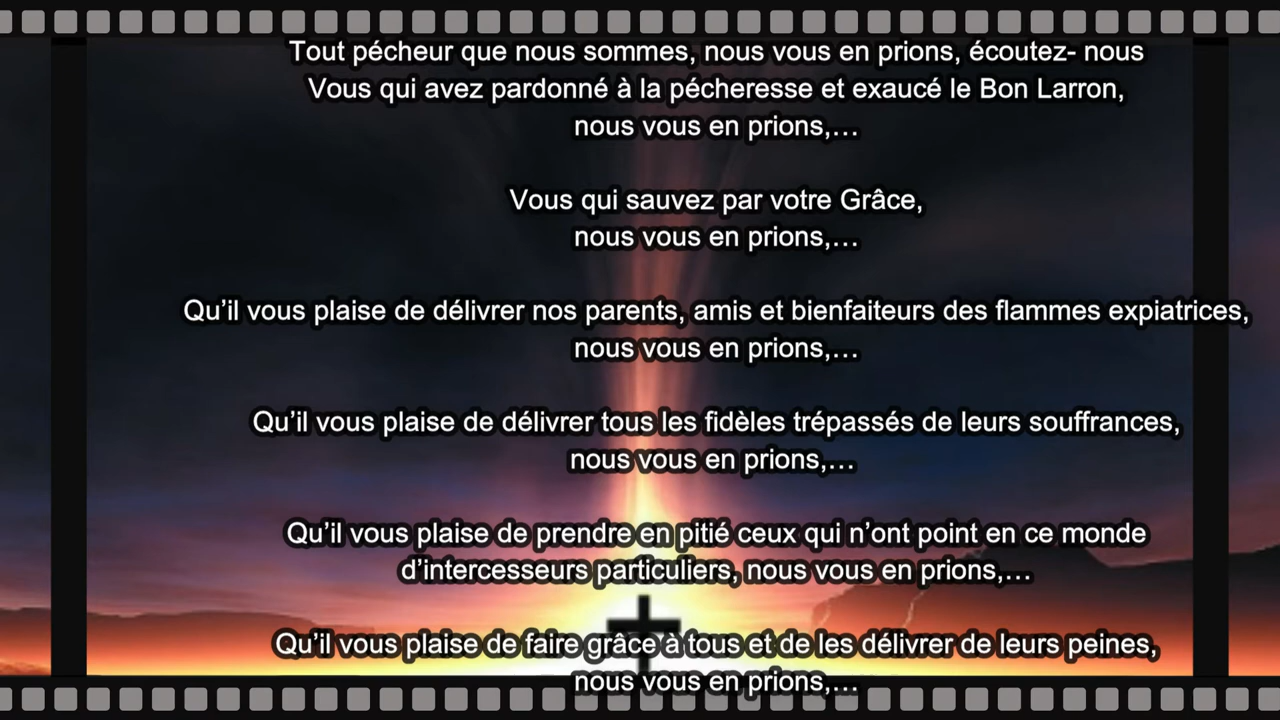 Tout pécheur que nous sommes, nous vous en prions, écoutez- nous
Vous qui avez pardonné à la pécheresse et exaucé le Bon Larron,
nous vous en prions,…
Vous qui sauvez par votre Grâce,
nous vous en prions,…
Qu’il vous plaise de délivrer nos parents, amis et bienfaiteurs des flammes expiatrices,
nous vous en prions,…
Qu’il vous plaise de délivrer tous les fidèles trépassés de leurs souffrances,
nous vous en prions,…
Qu’il vous plaise de prendre en pitié ceux qui n’ont point en ce monde
d’intercesseurs particuliers, nous vous en prions,…
Qu’il vous plaise de faire grâce à tous et de les délivrer de leurs peines,
nous vous en prions,…